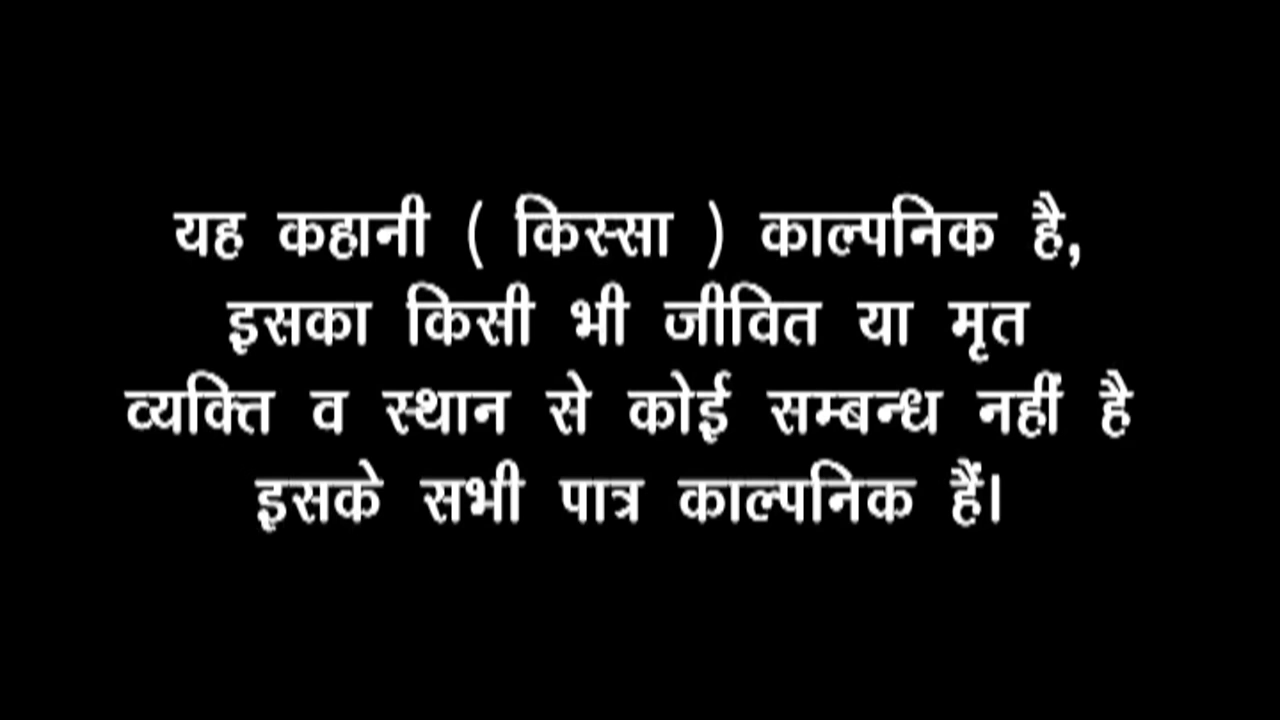 यह कहानी ( किस्सा ) काल्पनिक है,
इसका किसी भी जीवित या मृत
व्यक्ति व स्थान से कोई सम्बन्ध नहीं है
इसके सभी पात्र काल्पनिक हैं।